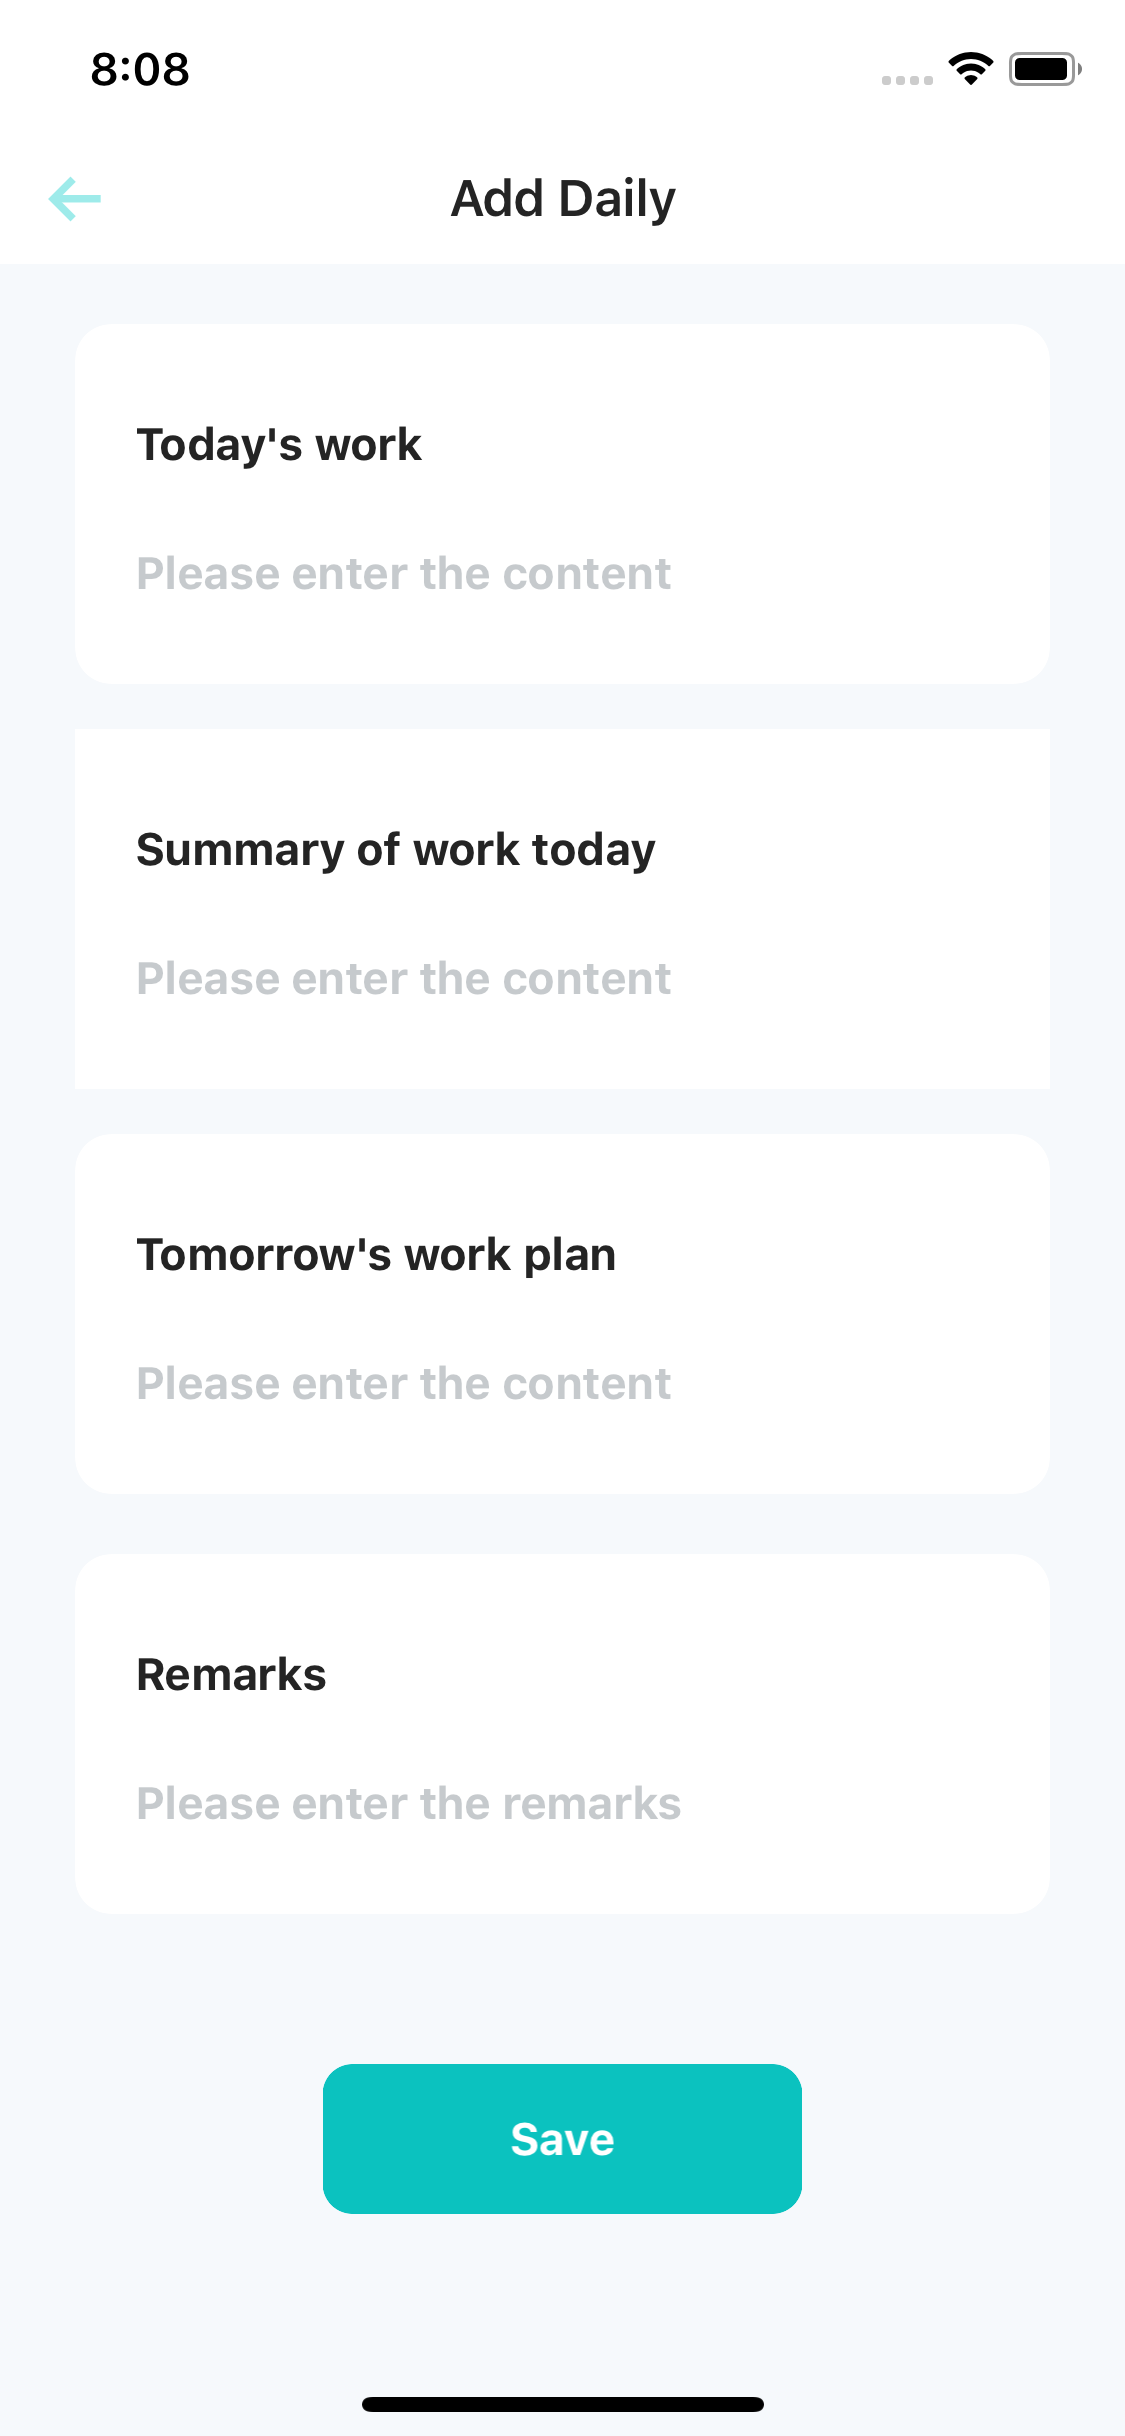 8:08
Add Daily
Today's work
Please enter the content
Summary of work today
Please enter the content
Tomorrow's work plan
Please enter the content
Remarks
Please enter the remarks
Save